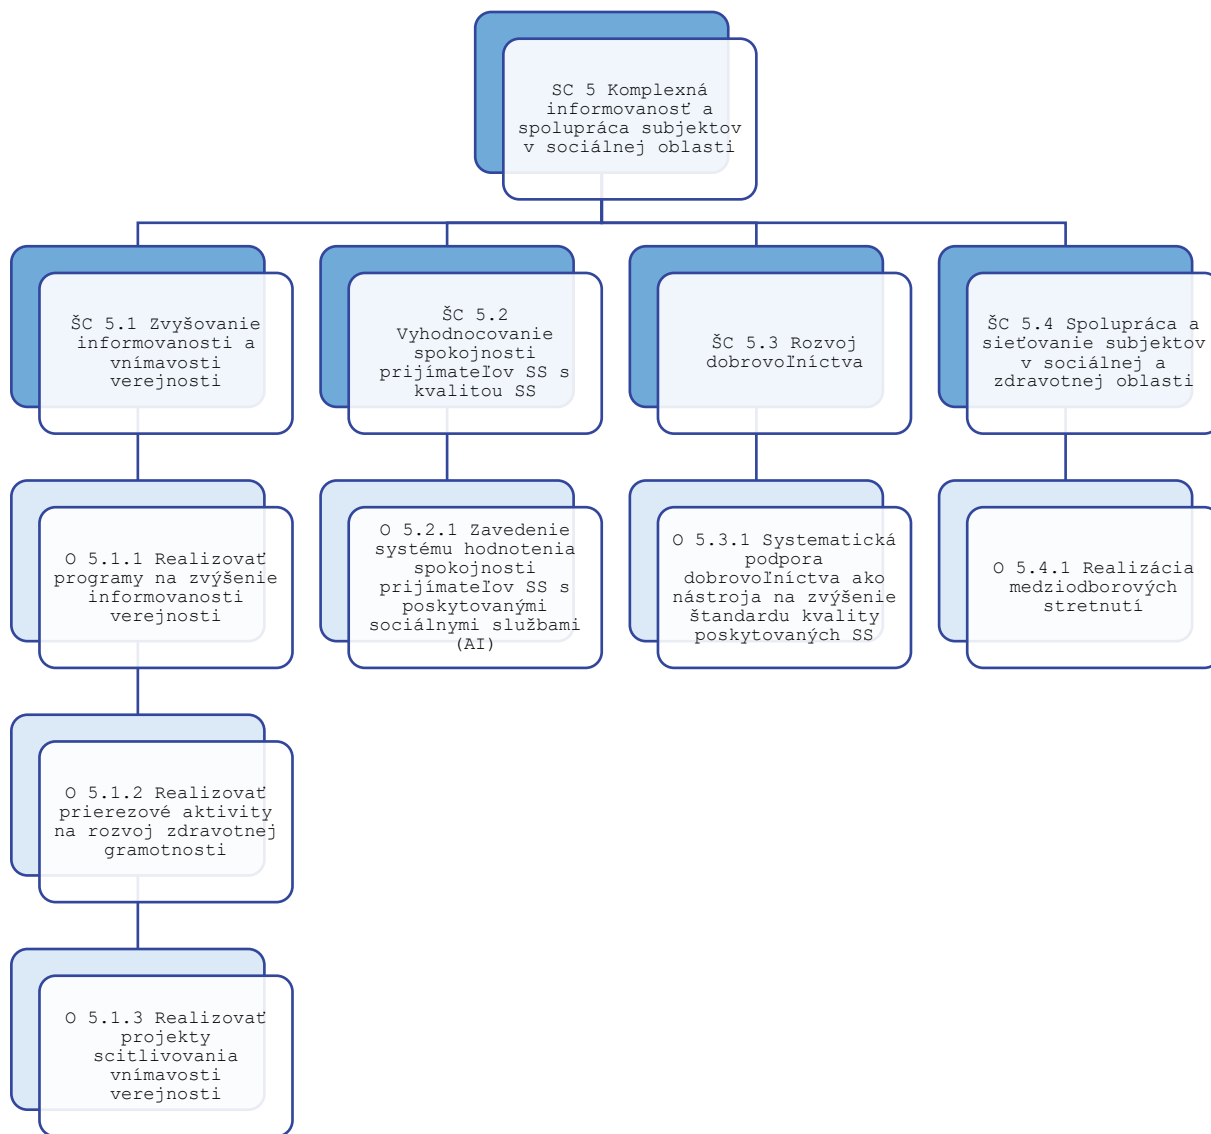 SC 5 Komplexná
informovanosť a
spolupráca subjektov
v sociálnej oblasti
ŠC 5.1 Zvyšovanie
informovanosti a
vnímavosti
verejnosti
ŠC 5.2
Vyhodnocovanie
spokojnosti
prijímateľov SS s
kvalitou SS
ŠC 5.3 Rozvoj
dobrovoľníctva
ŠC 5.4 Spolupráca a
sieťovanie subjektov
v sociálnej a
zdravotnej oblasti
O 5.1.1 Realizovať
programy na zvýšenie
informovanosti
verejnosti
O 5.2.1 Zavedenie
systému hodnotenia
spokojnosti
prijímateľov SS s
poskytovanými
sociálnymi službami
(AI)
O 5.3.1 Systematická
podpora
dobrovoľníctva ako
nástroja na zvýšenie
štandardu kvality
poskytovaných SS
O 5.4.1 Realizácia
medziodborových
stretnutí
O 5.1.2 Realizovať
prierezové aktivity
na rozvoj zdravotnej
gramotnosti
O 5.1.3 Realizovať
projekty
scitlivovania
vnímavosti
verejnosti